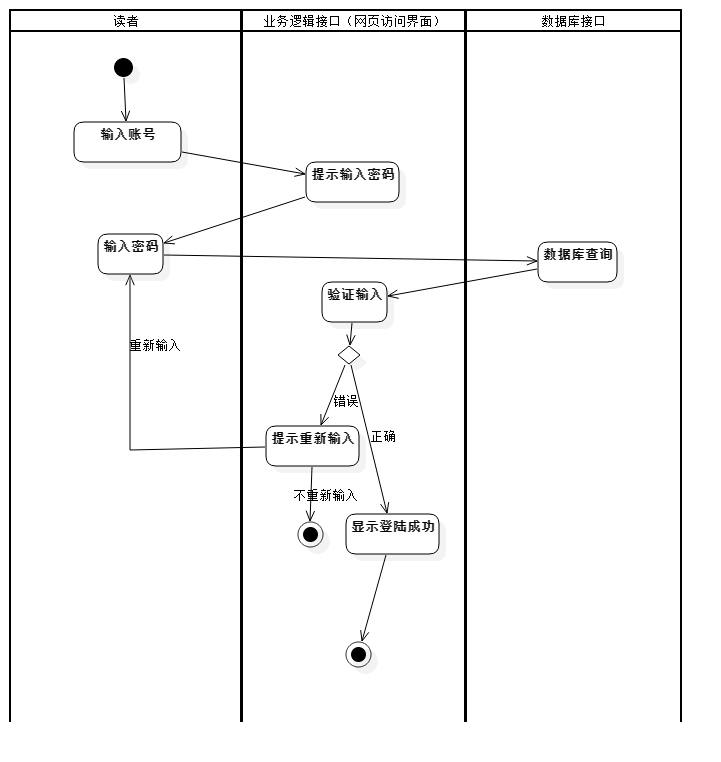 读者
业务逻辑接口（网页访问界面）
数据库接口
输入账号
提示输入密码
输入密码
数据库查询
验证输入
重新输入
错误
正确
提示重新输入
不重新输入
显示登陆成功